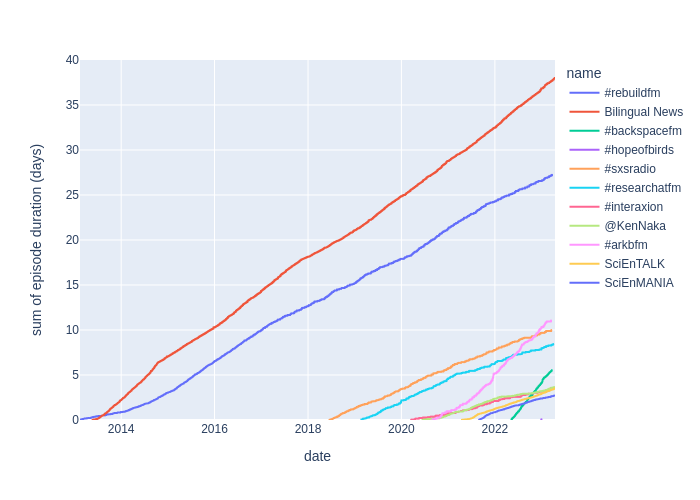 sum of episode duration (days)
40
35
30
25
20
15
10
5
0
2014
2016
2018
2020
2022
date
name
#rebuildfm
Bilingual News
#backspacefm
#hopeofbirds
#sxsradio
#researchatfm
#interaxion
@KenNaka
#arkbfm
SciEnTALK
SciEnMANIA